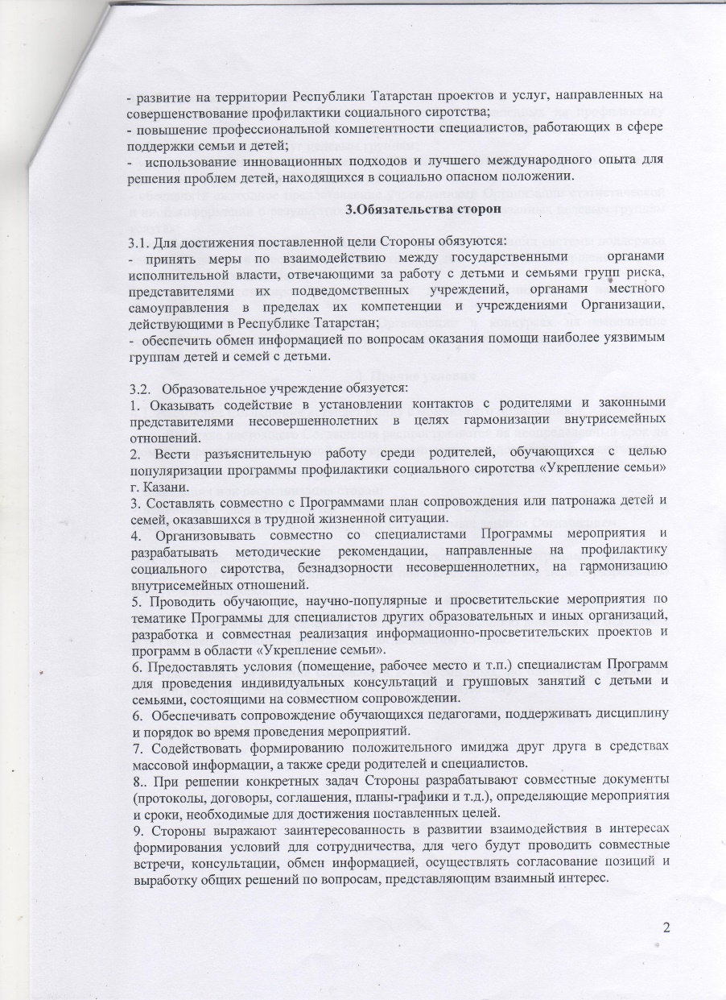 - развитие на территории Республики Татарстан проектов и услуг, направленных на
совершенствование профилактики социального сиротства;
- повышение профессиональной компетентности специалистов, работающих в сфере
поддержки семьи и детей;
- использование инновационных подходов и лучшего международного опыта для
решения проблем детей, находящихся в социально опасном положении.
3.Обязательства сторон
3.1. Для достижения поставленной цели Стороны обязуются:
- принять меры по взаимодействию между государственными органами
исполнительной власти, отвечающими за работу с детьми и семьями групп риска,
представителями их подведомственных учреждений, органами местного
самоуправления в пределах их компетенции и учреждениями Организации,
действующими в Республике Татарстан;
- обеспечить обмен информацией по вопросам оказания помощи наиболее уязвимым
группам детей и семей с детьми.
3.2. Образовательное учреждение обязуется:
1. Оказывать содействие в установлении контактов с родителями и законными
представителями несовершеннолетних в целях гармонизации внутрисемейных
отношений.
2. Вести разъяснительную работу среди родителей, обучающихся с целью
популяризации программы профилактики социального сиротства «Укрепление семьи»
г. Казани.
3. Составлять совместно с Программами план сопровождения или патронажа детей и
семей, оказавшихся в трудной жизненной ситуации.
4. Организовывать совместно со специалистами Программы мероприятия и
разрабатывать методические рекомендации, направленные на профилактику
социального сиротства, безнадзорности несовершеннолетних, на гармонизацию
внутрисемейных отношений.
5. Проводить обучающие, научно-популярные и просветительские мероприятия по
тематике Программы для специалистов других образовательных и иных организаций,
разработка и совместная реализация информационно-просветительских проектов и
программ в области «Укрепление семьи».
6. Предоставлять условия (помещение, рабочее место и т.п.) специалистам Программ
для проведения индивидуальных консультаций и групповых занятий с детьми и
семьями, состоящими на совместном сопровождении.
6. Обеспечивать сопровождение обучающихся педагогами, поддерживать дисциплину
и порядок во время проведения мероприятий.
7. Содействовать формированию положительного имиджа друг друга в средствах
массовой информации, а также среди родителей и специалистов.
8.. При решении конкретных задач Стороны разрабатывают совместные документы
(протоколы, договоры, соглашения, планы-графики и т.д.), определяющие мероприятия
и сроки, необходимые для достижения поставленных целей.
9. Стороны выражают заинтересованность в развитии взаимодействия в интересах
формирования условий для сотрудничества, для чего будут проводить совместные
встречи, консультации, обмен информацией, осуществлять согласование позиций и
выработку общих решений по вопросам, представляющим взаимный интерес.
2